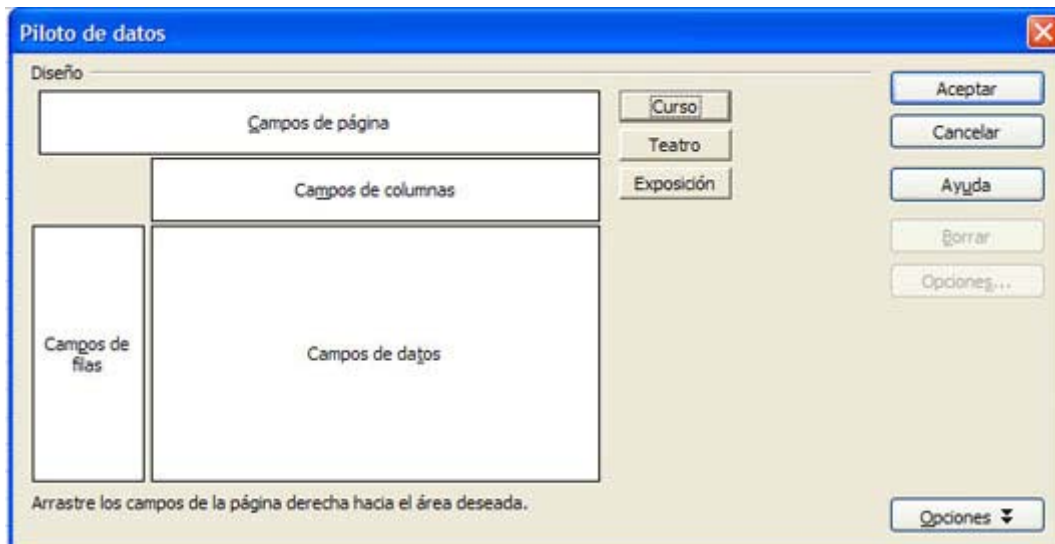 Piloto de datos
Diseño
Campos de página
Campos de columnas
Campos de
filas
Campos de datos
Curso
Teatro
Exposición
Aceptar
Cancelar
Ayuda
Borrar
Opciones...
Arrastre los campos de la página derecha hacia el área deseada.
Opciones